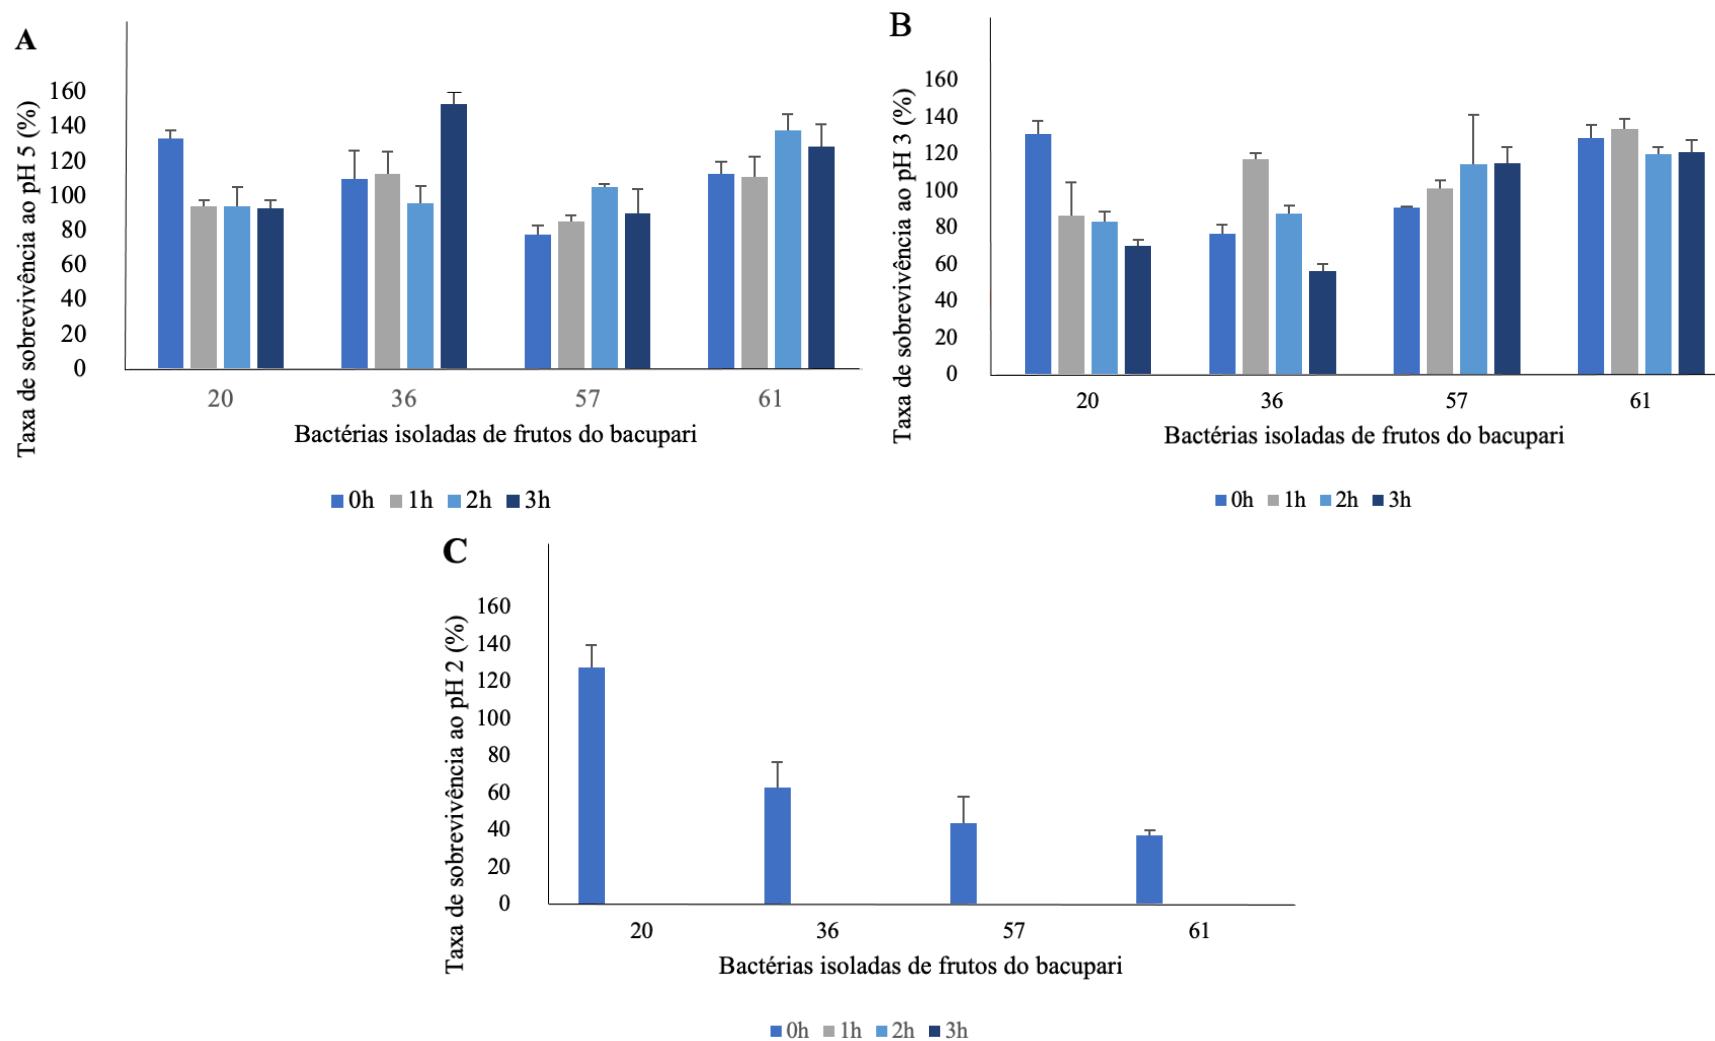 A
Taxa de sobrevivência ao pH 5 (%)
160
140
120
100
80
60
40
20
0
20 36 57 61
Bactérias isoladas de frutos do bacupari
0h 1h 2h 3h
B
Taxa de sobrevivência ao pH 3 (%)
160
140
120
100
80
60
40
20
0
20 36 57 61
Bactérias isoladas de frutos do bacupari
0h 1h 2h 3h
C
Taxa de sobrevivência ao pH 2 (%)
160
140
120
100
80
60
40
20
0
20 36 57 61
Bactérias isoladas de frutos do bacupari
0h 1h 2h 3h